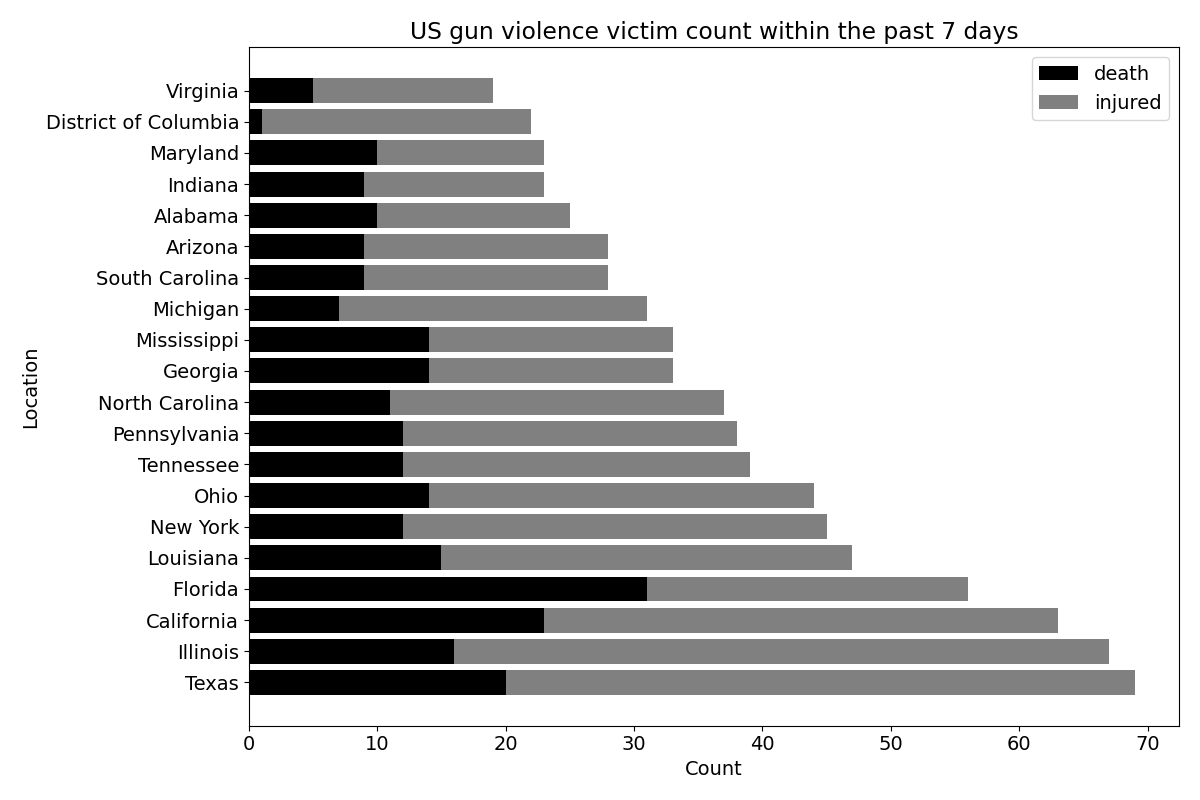 US gun violence victim count within the past 7 days
death
injured
Location
Virginia
District of Columbia
Maryland
Indiana
Alabama
Arizona
South Carolina
Michigan
Mississippi
Georgia
North Carolina
Pennsylvania
Tennessee
Ohio
New York
Louisiana
Florida
California
Illinois
Texas
0 10 20 30 40 50 60 70
Count